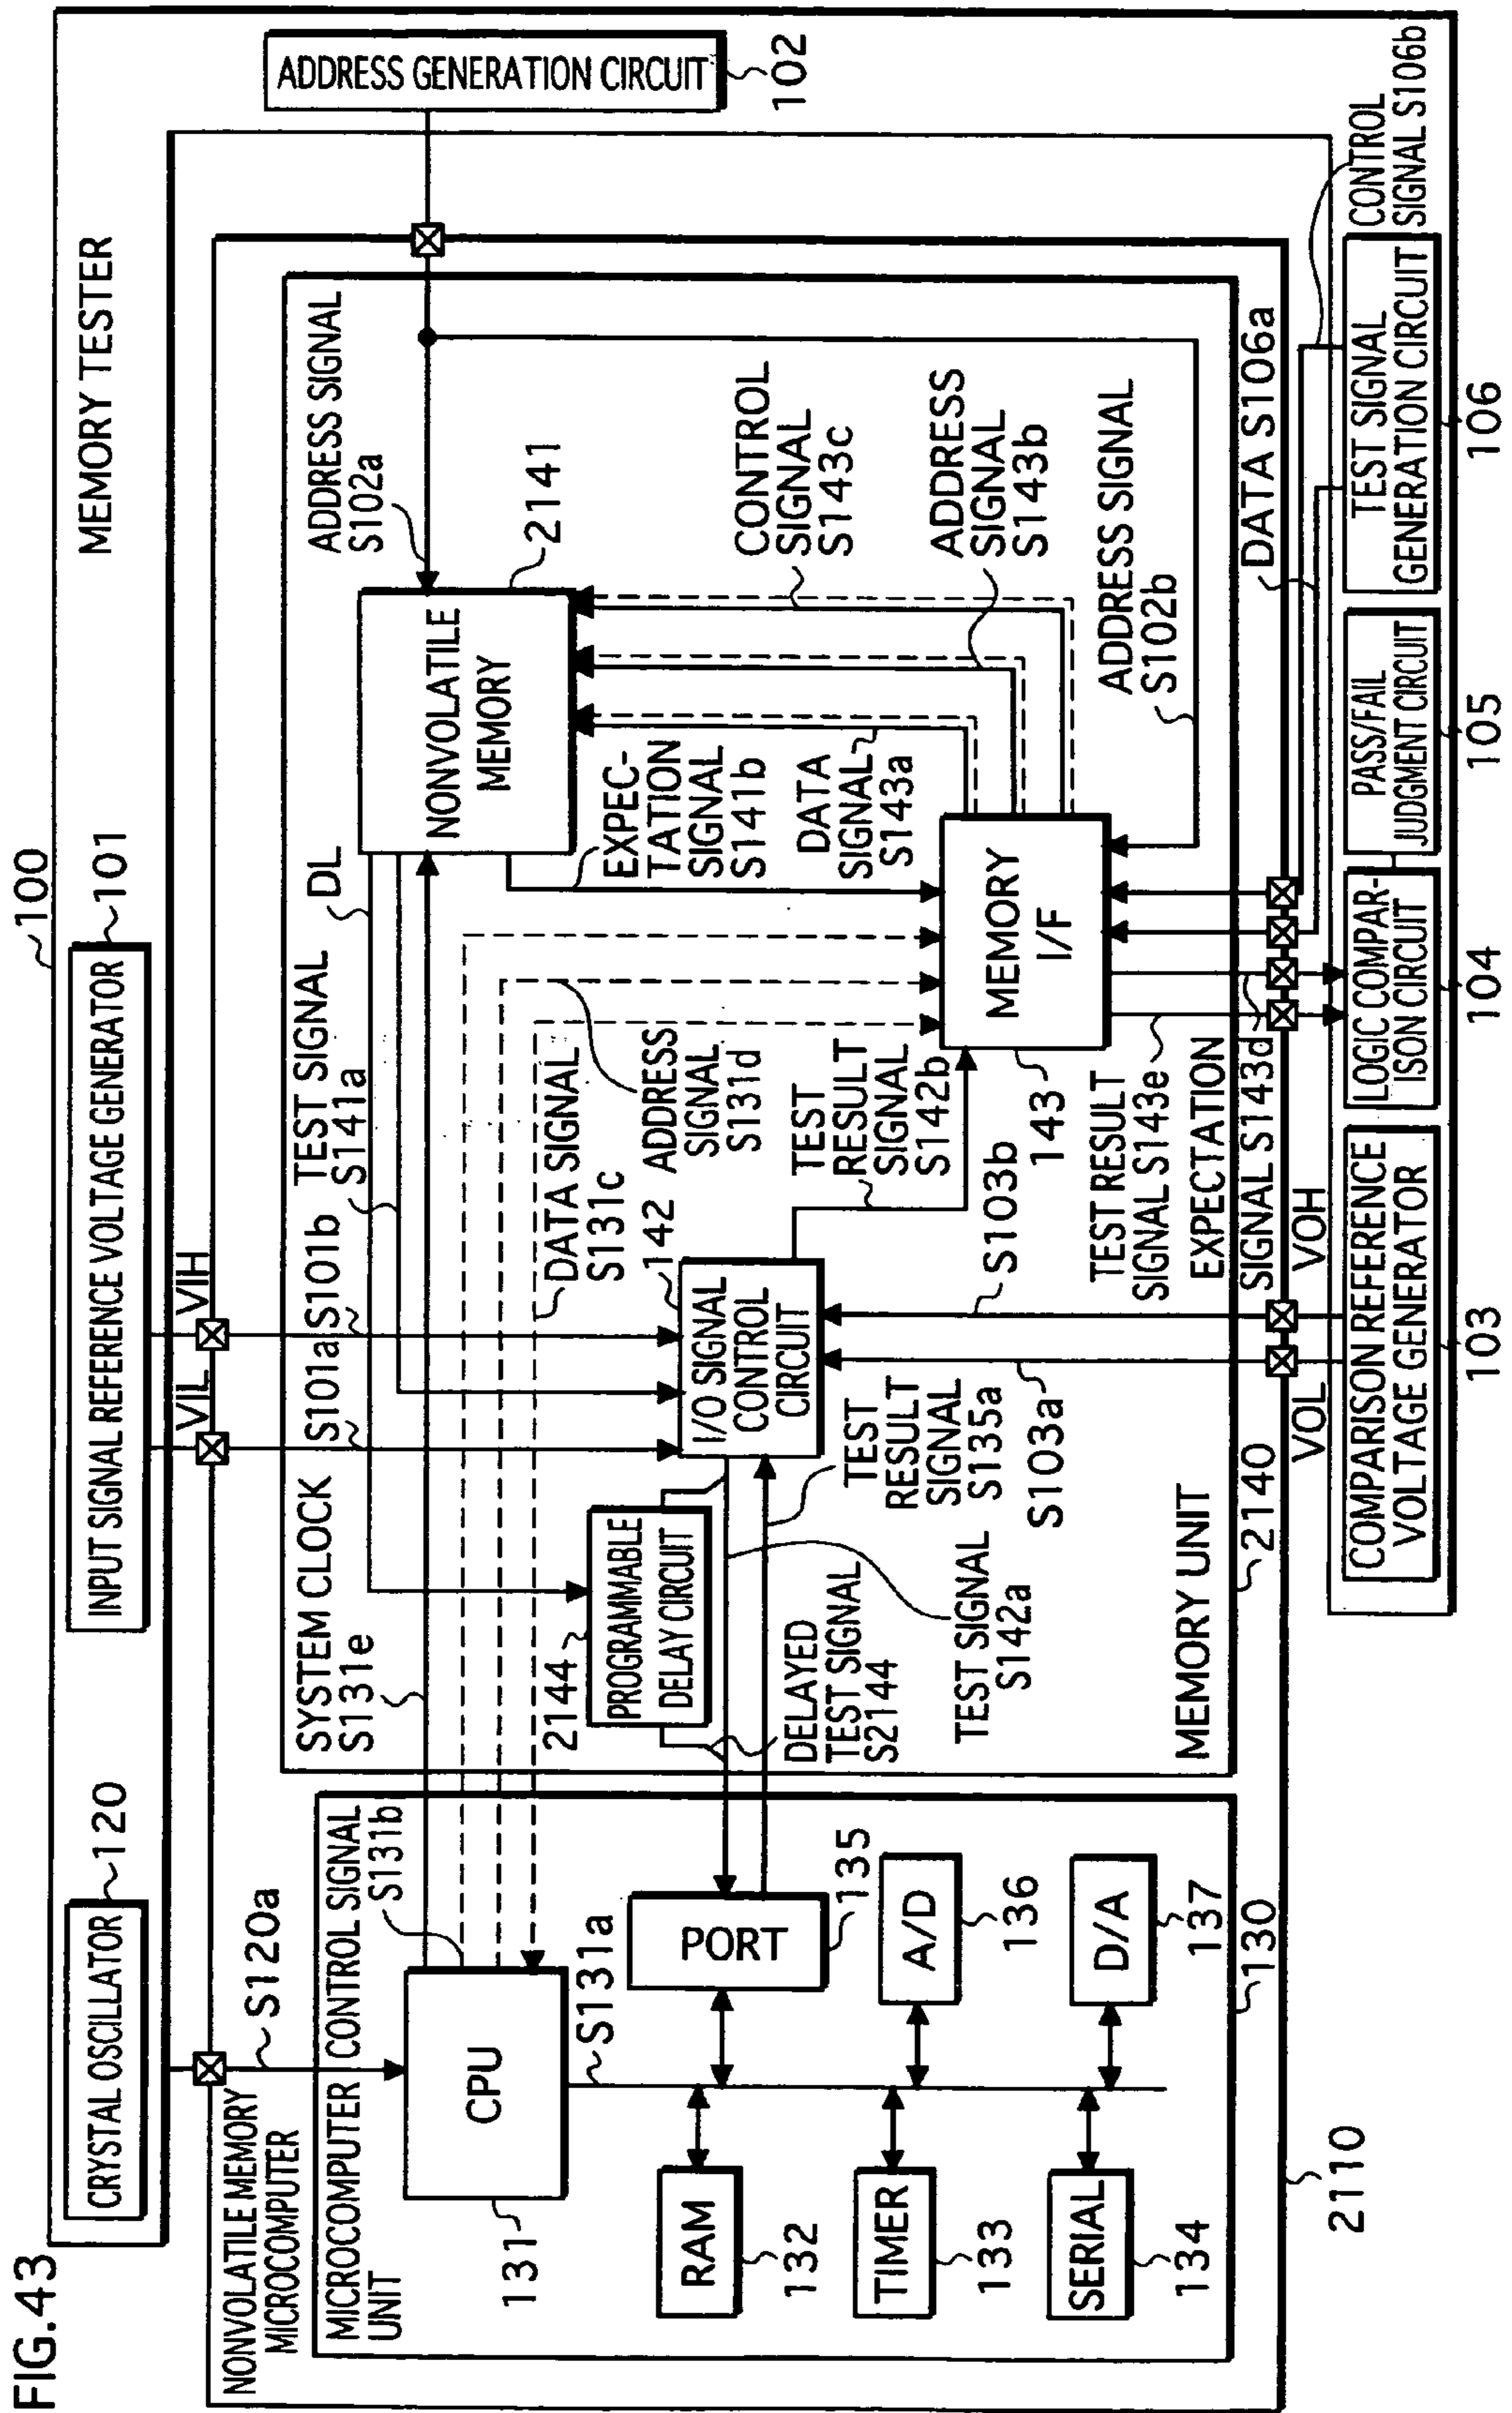 FIG.43
100
MEMORY TESTER
CRYSTAL OSCILLATOR
120
INPUT SIGNAL REFERENCE VOLTAGE GENERATOR
101
ADDRESS GENERATION CIRCUIT
102
NONVOLATILE MEMORY
MICROCOMPUTER
S120a
VIL
VIH
MICROCOMPUTER
UNIT
CONTROL SIGNAL
S131b
SYSTEM CLOCK
S131e
S101a
S101b
TEST SIGNAL
S141a
DL
ADDRESS SIGNAL
S102a
CPU
131
S131a
NONVOLATILE
MEMORY
2141
2144
PROGRAMMABLE
DELAY CIRCUIT
DATA SIGNAL
S131c
ADDRESS
SIGNAL
S131d
EXPEC-
TATION
SIGNAL
S141b
DATA
SIGNAL
S143a
CONTROL
SIGNAL
S143c
ADDRESS
SIGNAL
S143b
ADDRESS SIGNAL
S102b
142
I/O SIGNAL
CONTROL
CIRCUIT
TEST
RESULT
SIGNAL
S142b
MEMORY
I/F
143
RAM
132
PORT
135
TIMER
133
A/D
136
SERIAL
134
D/A
137
130
DELAYED
TEST SIGNAL
S2144
TEST SIGNAL
S142a
TEST
RESULT
SIGNAL
S135a
S103a
S103b
TEST RESULT
SIGNAL S143e
EXPECTATION
SIGNAL S143d
DATA S106a
MEMORY UNIT
2140
2110
VOL
VOH
COMPARISON REFERENCE
VOLTAGE GENERATOR
103
LOGIC COMPAR-
ISON CIRCUIT
104
PASS/FAIL
JUDGMENT CIRCUIT
105
TEST SIGNAL
GENERATION CIRCUIT
106
CONTROL
SIGNAL S106b